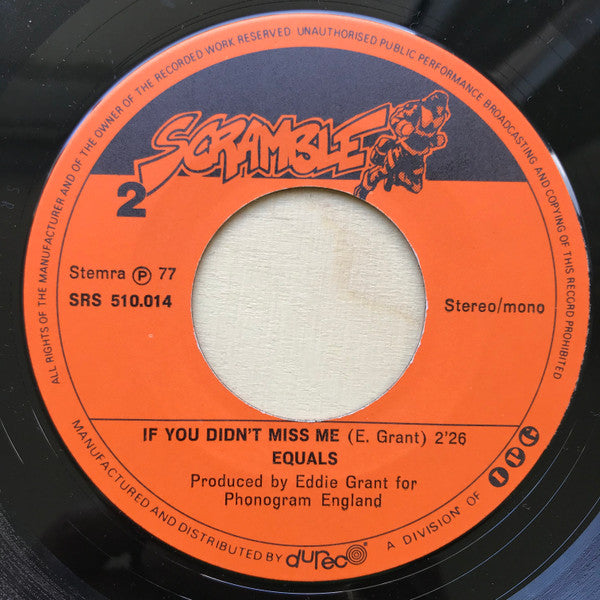 ALL RIGHTS OF THE MANUFACTURER AND OF THE OWNER OF THE RECORDED WORK RESERVED UNAUTHORISED PUBLIC PERFORMANCE BROADCASTING AND COPYING OF THIS RECORD PROHIBITED
SCRAMBLE
2
Stemra ℗ 77
SRS 510.014
Stereo/mono
IF YOU DIDN'T MISS ME (E. Grant) 2'26
EQUALS
Produced by Eddie Grant for
Phonogram England
MANUFACTURED AND DISTRIBUTED BY dureco A DIVISION OF